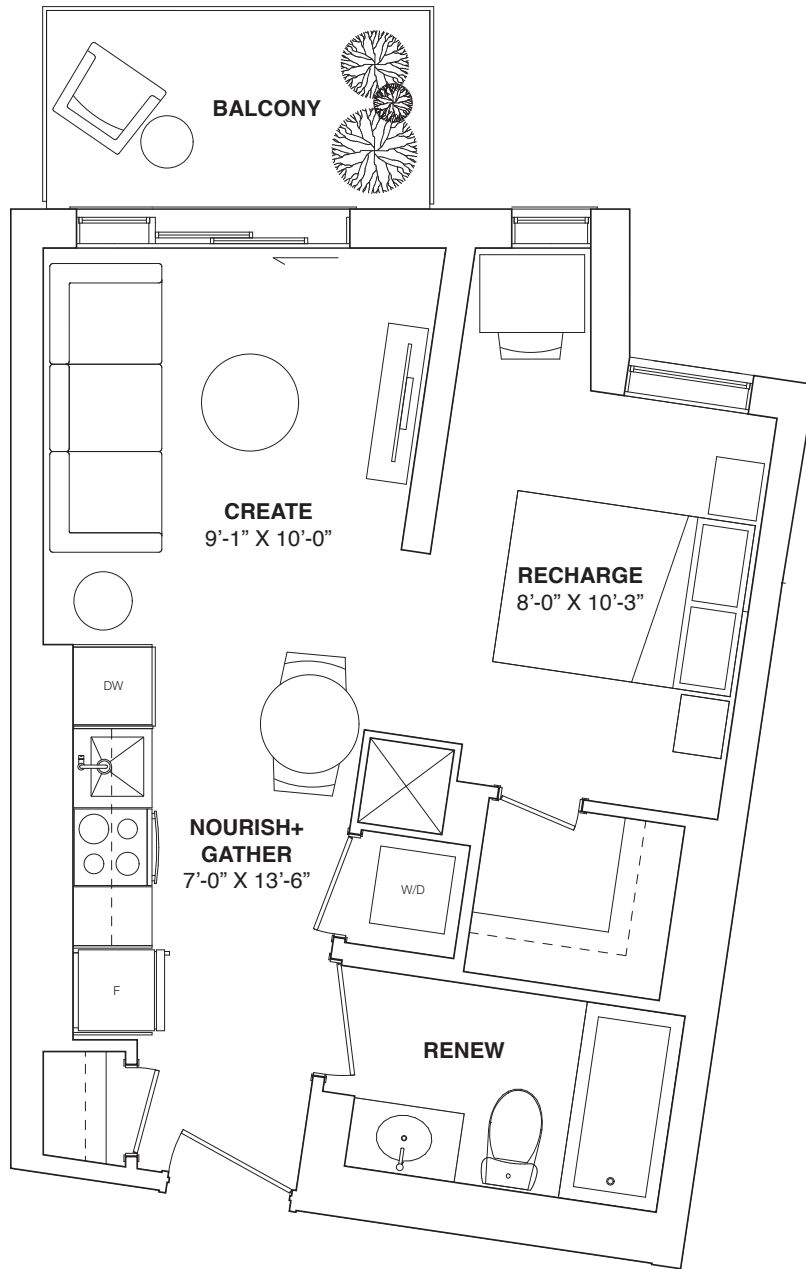 BALCONY
CREATE
9’-1” X 10’-0”
RECHARGE
8’-0” X 10’-3”
DW
NOURISH+
GATHER
7’-0” X 13’-6”
W/D
F
RENEW